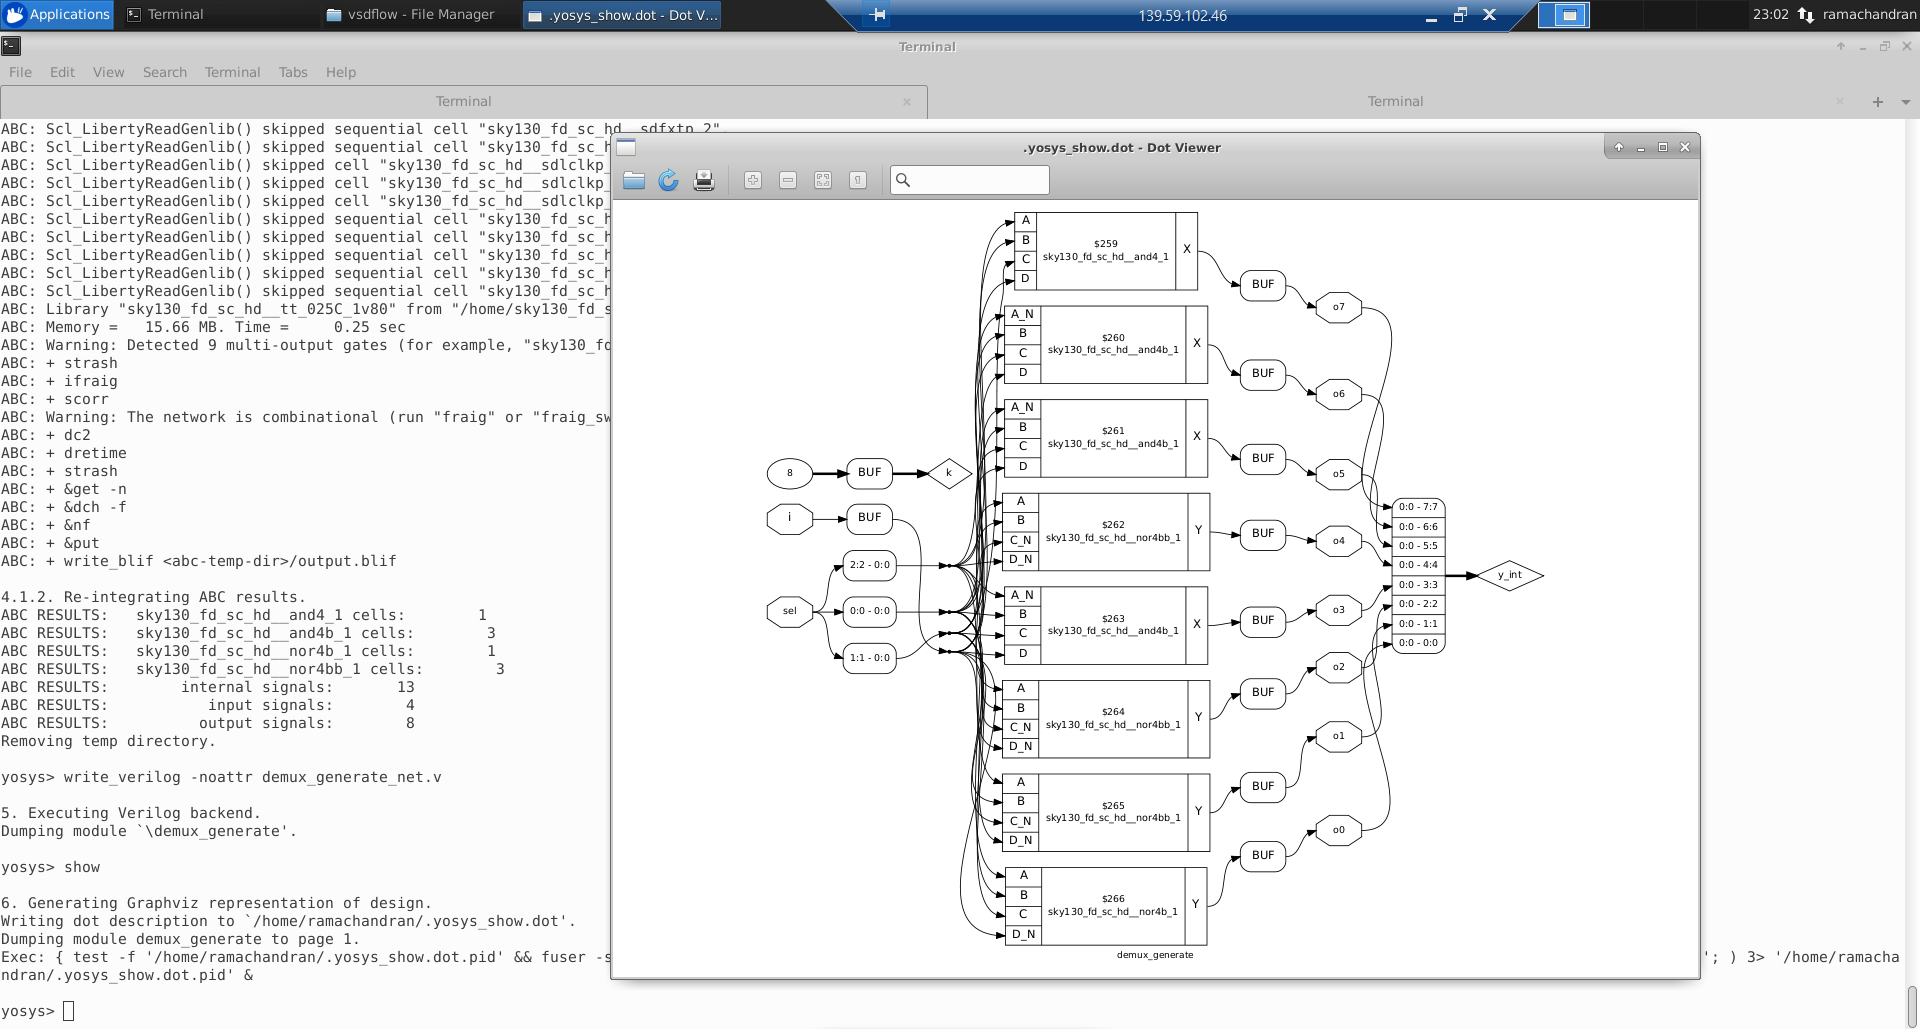 Applications
Terminal
vsdflow - File Manager
.yosys_show.dot - Dot V...
139.59.102.46
23:02
ramachandran
Terminal
File Edit View Search Terminal Tabs Help
Terminal
Terminal
ABC: Scl_LibertyReadGenlib() skipped sequential cell "sky130_fd_sc_hd__sdfxtp_2".
ABC: Scl_LibertyReadGenlib() skipped sequential cell "sky130_fd_sc_h
ABC: Scl_LibertyReadGenlib() skipped cell "sky130_fd_sc_hd__sdlclkp_
ABC: Scl_LibertyReadGenlib() skipped cell "sky130_fd_sc_hd__sdlclkp_
ABC: Scl_LibertyReadGenlib() skipped cell "sky130_fd_sc_hd__sdlclkp_
ABC: Scl_LibertyReadGenlib() skipped sequential cell "sky130_fd_sc_h
ABC: Scl_LibertyReadGenlib() skipped sequential cell "sky130_fd_sc_h
ABC: Scl_LibertyReadGenlib() skipped sequential cell "sky130_fd_sc_h
ABC: Scl_LibertyReadGenlib() skipped sequential cell "sky130_fd_sc_h
ABC: Scl_LibertyReadGenlib() skipped sequential cell "sky130_fd_sc_h
ABC: Library "sky130_fd_sc_hd__tt_025C_1v80" from "/home/sky130_fd_s
ABC: Memory =   15.66 MB. Time =     0.25 sec
ABC: Warning: Detected 9 multi-output gates (for example, "sky130_fd
ABC: + strash
ABC: + ifraig
ABC: + scorr
ABC: Warning: The network is combinational (run "fraig" or "fraig_sw
ABC: + dc2
ABC: + dretime
ABC: + strash
ABC: + &get -n
ABC: + &dch -f
ABC: + &nf
ABC: + &put
ABC: + write_blif <abc-temp-dir>/output.blif
4.1.2. Re-integrating ABC results.
ABC RESULTS:   sky130_fd_sc_hd__and4_1 cells:        1
ABC RESULTS:   sky130_fd_sc_hd__and4b_1 cells:        3
ABC RESULTS:   sky130_fd_sc_hd__nor4b_1 cells:        1
ABC RESULTS:   sky130_fd_sc_hd__nor4bb_1 cells:        3
ABC RESULTS:        internal signals:       13
ABC RESULTS:           input signals:        4
ABC RESULTS:          output signals:        8
Removing temp directory.
yosys> write_verilog -noattr demux_generate_net.v
5. Executing Verilog backend.
Dumping module `\demux_generate'.
yosys> show
6. Generating Graphviz representation of design.
Writing dot description to `/home/ramachandran/.yosys_show.dot'.
Dumping module demux_generate to page 1.
Exec: { test -f '/home/ramachandran/.yosys_show.dot.pid' && fuser -s
'; ) 3> '/home/ramacha
ndran/.yosys_show.dot.pid' &
yosys>
.yosys_show.dot - Dot Viewer
8
BUF
k
i
BUF
sel
2:2 - 0:0
0:0 - 0:0
1:1 - 0:0
A
B
C
D
$259
sky130_fd_sc_hd__and4_1
X
BUF
o7
A_N
B
C
D
$260
sky130_fd_sc_hd__and4b_1
X
BUF
o6
A_N
B
C
D
$261
sky130_fd_sc_hd__and4b_1
X
BUF
o5
A
B
C_N
D_N
$262
sky130_fd_sc_hd__nor4bb_1
Y
BUF
o4
A_N
B
C
D
$263
sky130_fd_sc_hd__and4b_1
X
BUF
o3
A
B
C_N
D_N
$264
sky130_fd_sc_hd__nor4bb_1
Y
BUF
o2
A
B
C_N
D_N
$265
sky130_fd_sc_hd__nor4bb_1
Y
BUF
o1
A
B
C
D_N
$266
sky130_fd_sc_hd__nor4b_1
Y
BUF
o0
0:0 - 7:7
0:0 - 6:6
0:0 - 5:5
0:0 - 4:4
0:0 - 3:3
0:0 - 2:2
0:0 - 1:1
0:0 - 0:0
y_int
demux_generate